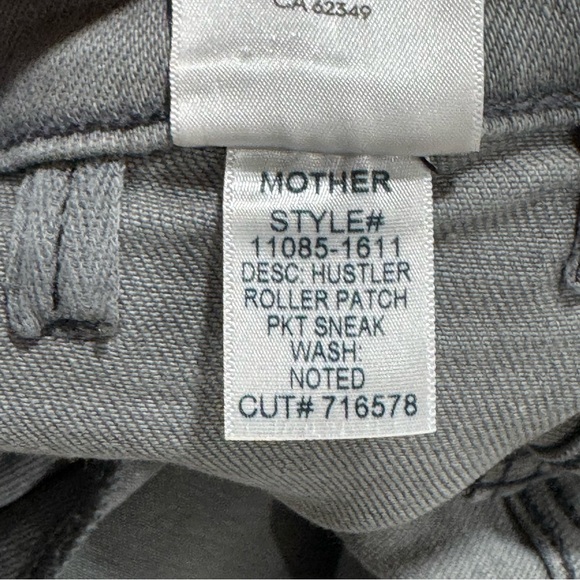 CA 62349
MOTHER
STYLE#
11085-1611
DESC: HUSTLER
ROLLER PATCH
PKT SNEAK
WASH:
NOTED
CUT# 716578